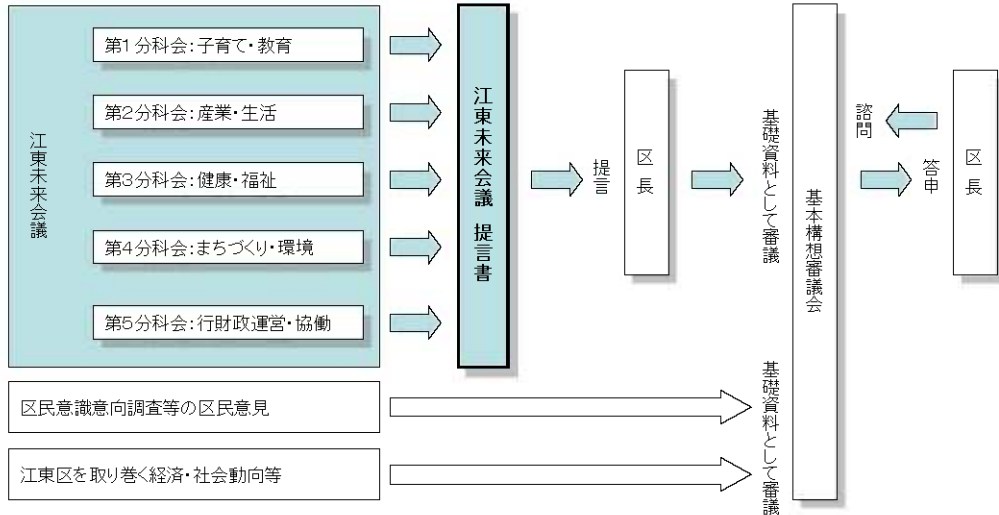 江東未来会議
第1分科会:子育て・教育
第2分科会:産業・生活
第3分科会:健康・福祉
第4分科会:まちづくり・環境
第5分科会:行財政運営・協働
江東未来会議 提言書
提言
区長
基礎資料として審議
基本構想審議会
諮問
答申
区長
区民意識意向調査等の区民意見
江東区を取り巻く経済・社会動向等
基礎資料として審議